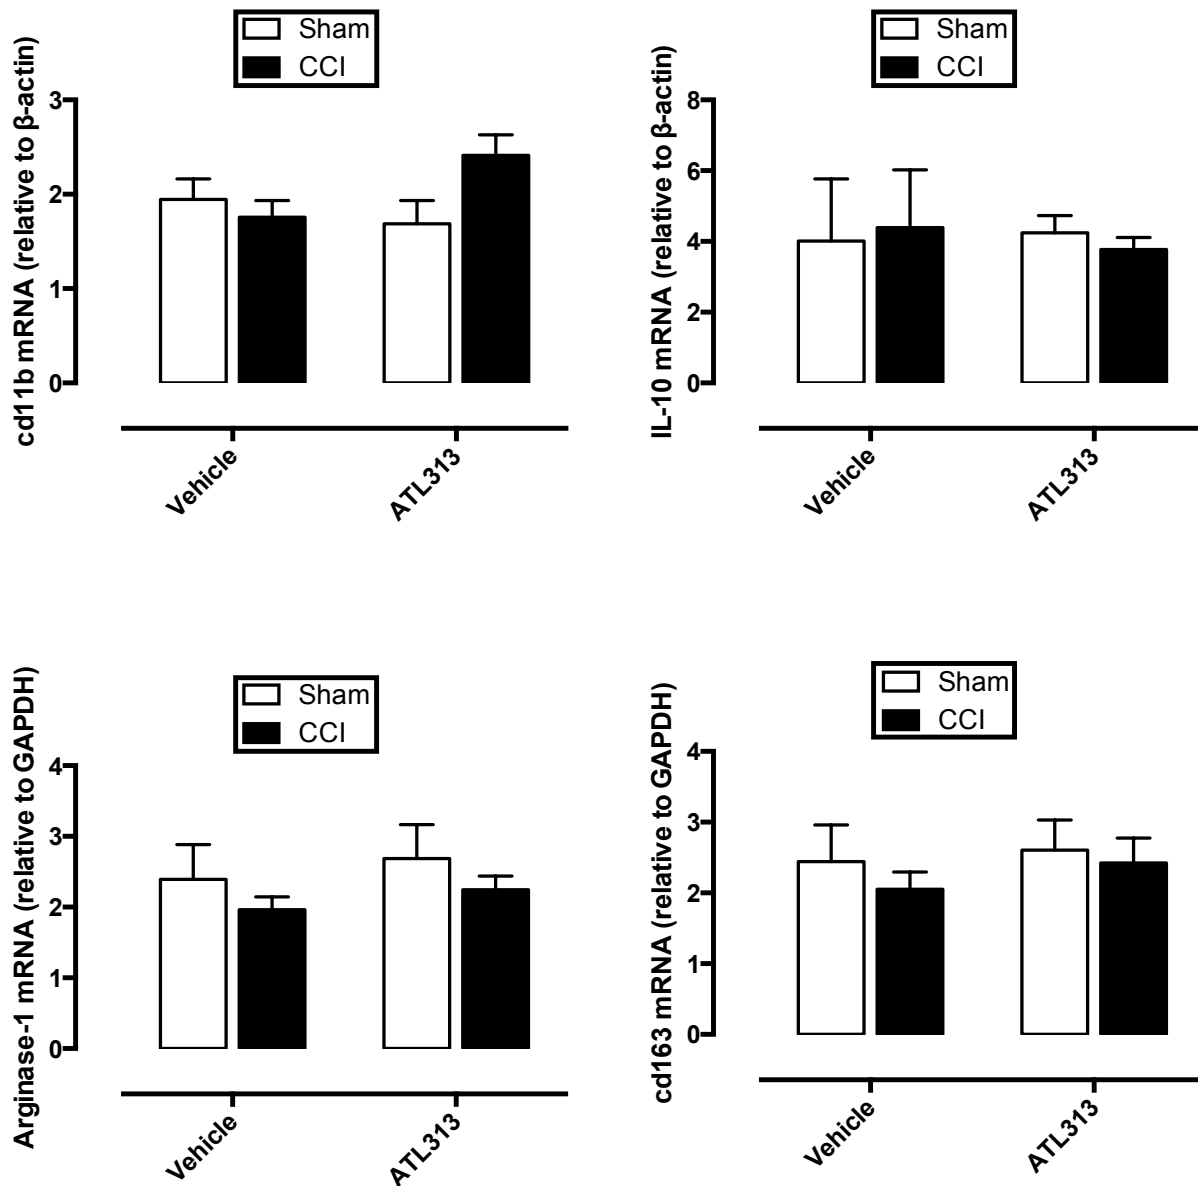 Sham
CCI
cd11b mRNA (relative to β-actin)
3
2
1
0
Vehicle
ATL313
Sham
CCI
IL-10 mRNA (relative to β-actin)
8
6
4
2
0
Vehicle
ATL313
Sham
CCI
Arginase-1 mRNA (relative to GAPDH)
4
3
2
1
0
Vehicle
ATL313
Sham
CCI
cd163 mRNA (relative to GAPDH)
4
3
2
1
0
Vehicle
ATL313